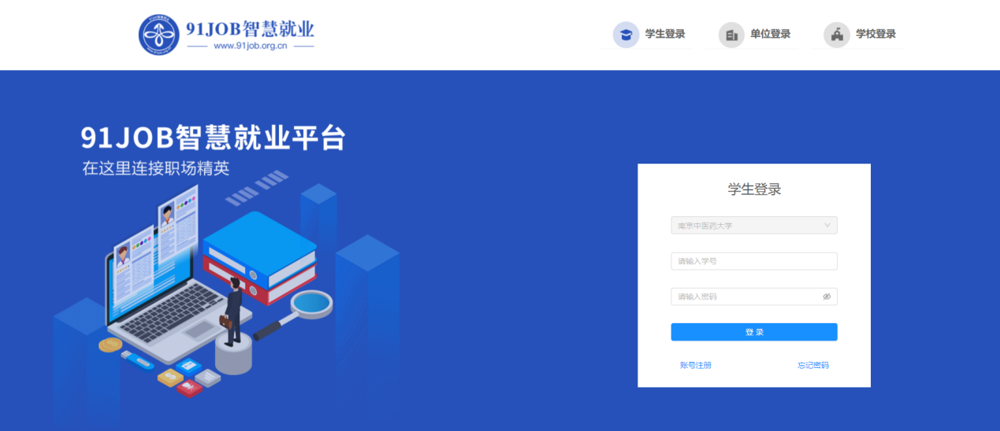 91JOB智慧就业
www.91job.org.cn
学生登录
单位登录
学校登录
91JOB智慧就业平台
在这里连接职场精英
学生登录
南京中医药大学
请输入学号
请输入密码
登 录
账号注册
忘记密码